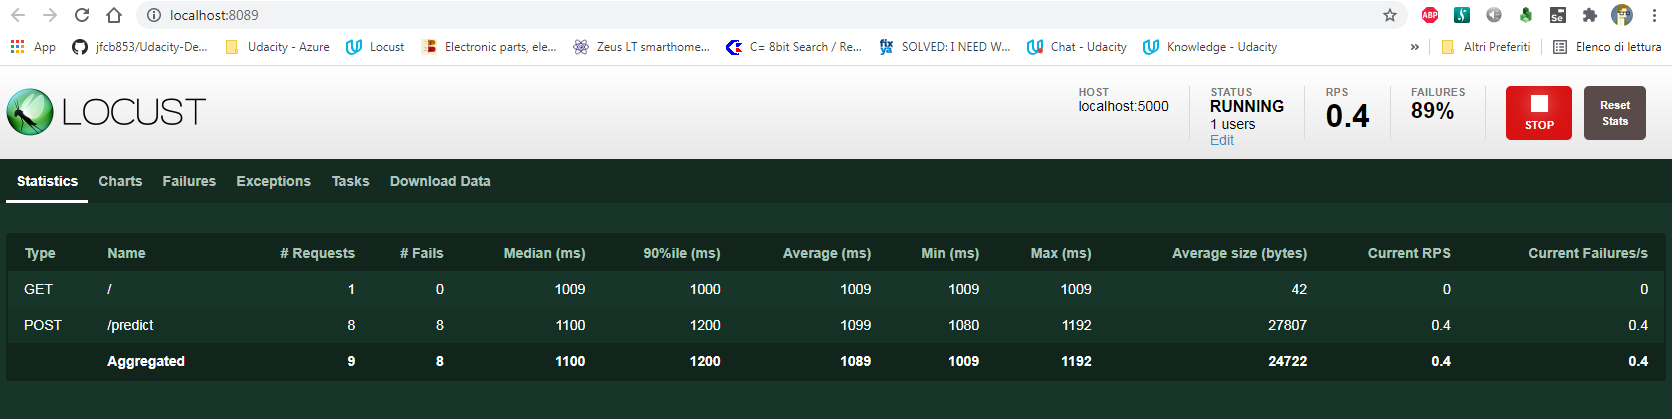 localhost:8089
App jfcb853/Udacity-De... Udacity - Azure Locust Electronic parts, ele... Zeus LT smarthome... C= 8bit Search / Re... SOLVED: I NEED W... Chat - Udacity Knowledge - Udacity » Altri Preferiti Elenco di lettura
LOCUST
HOST
localhost:5000
STATUS
RUNNING
1 users
Edit
RPS
0.4
FAILURES
89%
STOP
Reset
Stats
Statistics Charts Failures Exceptions Tasks Download Data
Type Name # Requests # Fails Median (ms) 90%ile (ms) Average (ms) Min (ms) Max (ms) Average size (bytes) Current RPS Current Failures/s
GET / 1 0 1009 1000 1009 1009 1009 42 0 0
POST /predict 8 8 1100 1200 1099 1080 1192 27807 0.4 0.4
Aggregated 9 8 1100 1200 1089 1009 1192 24722 0.4 0.4